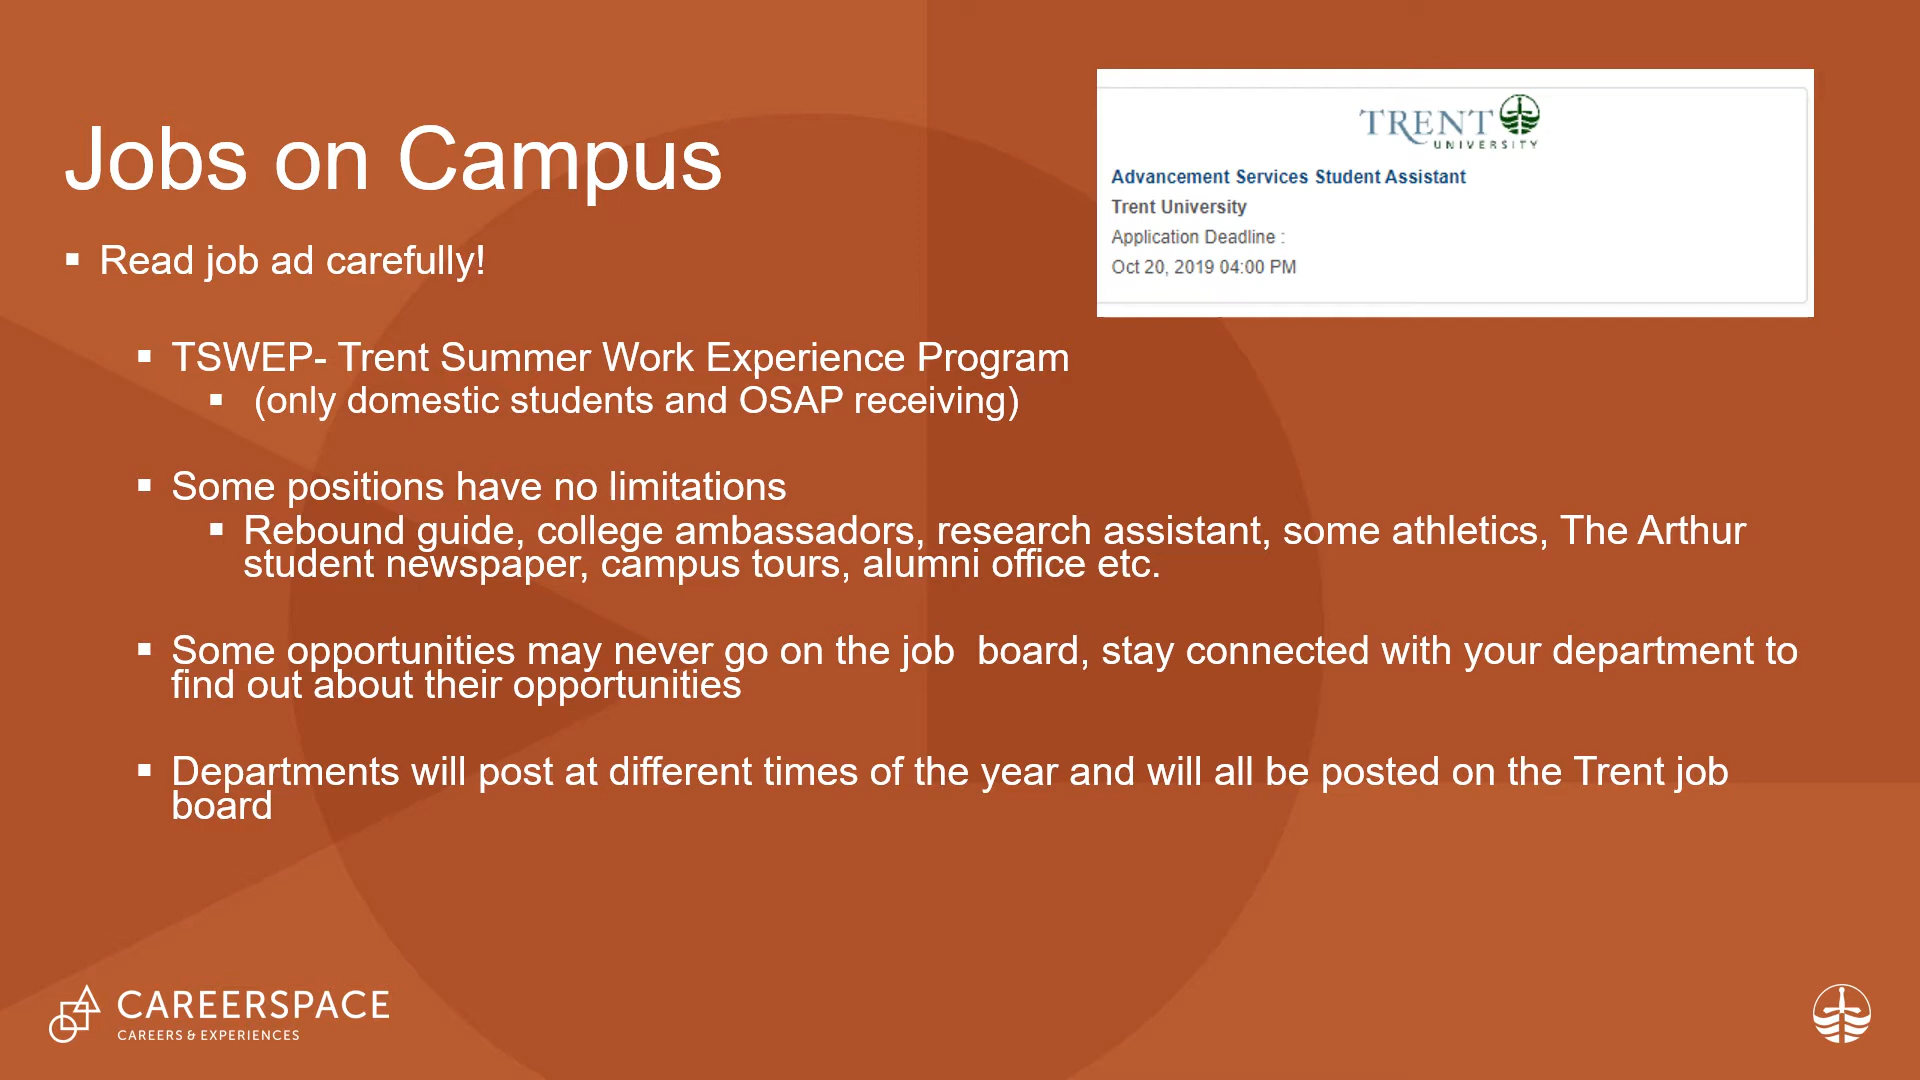 Jobs on Campus
TRENT
UNIVERSITY
Advancement Services Student Assistant
Trent University
Application Deadline :
Oct 20, 2019 04:00 PM
▪ Read job ad carefully!
▪ TSWEP- Trent Summer Work Experience Program
▪ (only domestic students and OSAP receiving)
▪ Some positions have no limitations
▪ Rebound guide, college ambassadors, research assistant, some athletics, The Arthur
student newspaper, campus tours, alumni office etc.
▪ Some opportunities may never go on the job  board, stay connected with your department to
find out about their opportunities
▪ Departments will post at different times of the year and will all be posted on the Trent job
board
CAREERSPACE
CAREERS & EXPERIENCES